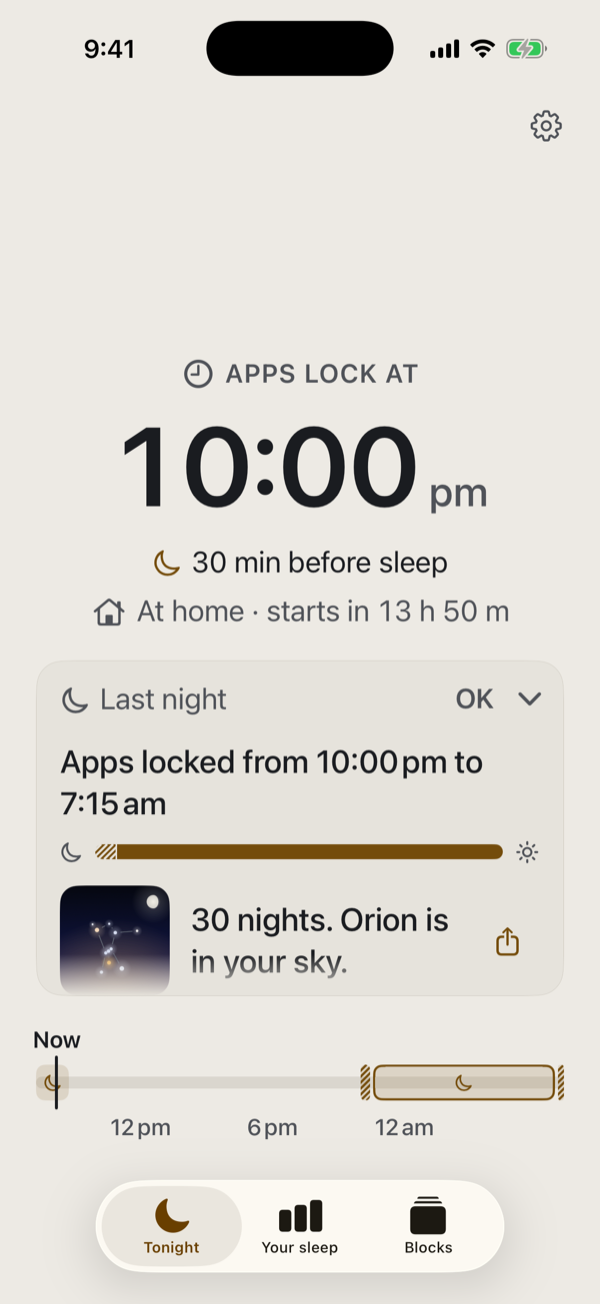 9:41
APPS LOCK AT
10:00 pm
30 min before sleep
At home · starts in 13 h 50 m
Last night OK
Apps locked from 10:00 pm to
7:15 am
30 nights. Orion is
in your sky.
Now
12 pm 6 pm 12 am
Tonight Your sleep Blocks